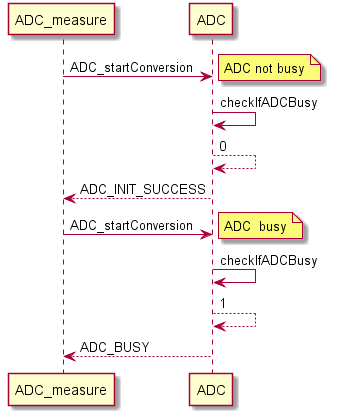 ADC_measure
ADC
ADC_startConversion
ADC not busy
checkIfADCBusy
0
ADC_INIT_SUCCESS
ADC_startConversion
ADC  busy
checkIfADCBusy
1
ADC_BUSY
ADC_measure
ADC